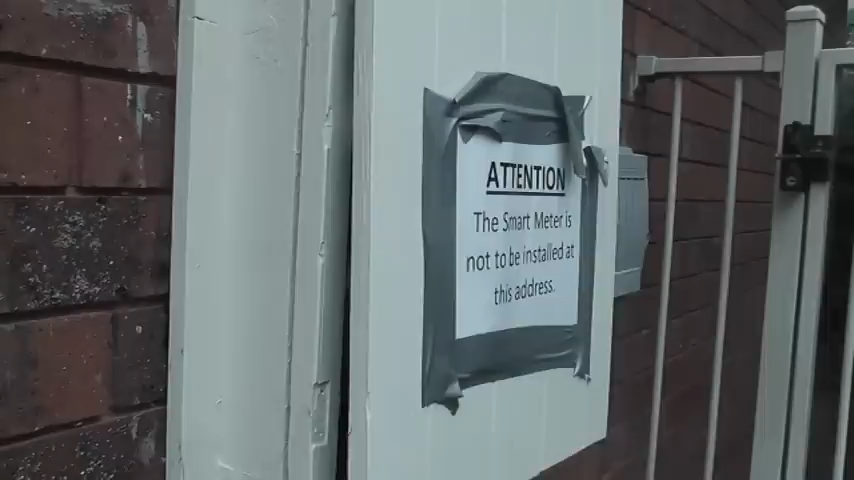 ATTENTION
The Smart Meter is
not to be installed at
this address.